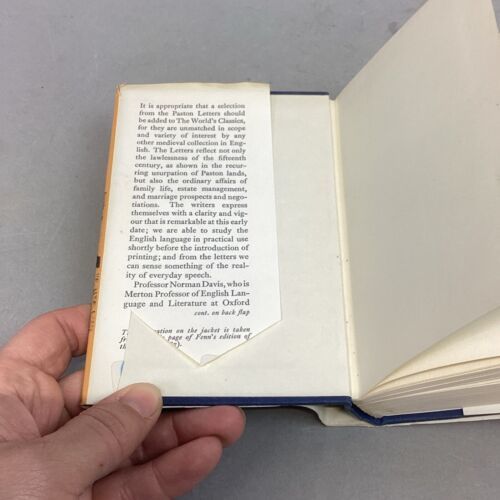 It is appropriate that a selection
from the Paston Letters should
be added to The World's Classics,
for they are unmatched in scope
and variety of interest by any
other medieval collection in Eng-
lish. The Letters reflect not only
the lawlessness of the fifteenth
century, as shown in the recur-
ring usurpation of Paston lands,
but also the ordinary affairs of
family life, estate management,
and marriage prospects and nego-
tiations. The writers express
themselves with a clarity and vig-
our that is remarkable at this early
date; we are able to study the
English language in practical use
shortly before the introduction of
printing; and from the letters we
can sense something of the real-
ity of everyday speech.
Professor Norman Davis, who is
Merton Professor of English Lan-
guage and Literature at Oxford
cont. on back flap
on the jacket is taken
page of Fenn's edition of